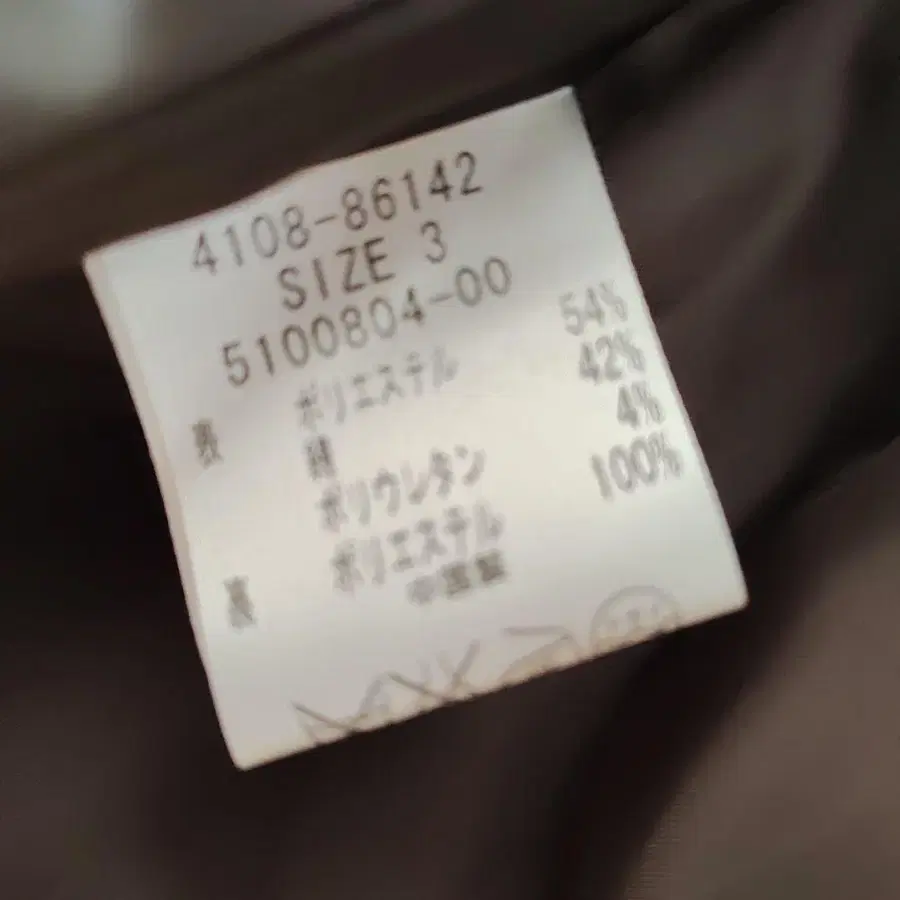 4108-86142
SIZE 3
5100804-00
表 ポリエステル 54%
綿 42%
ポリウレタン 4%
裏 ポリエステル 100%
中国製